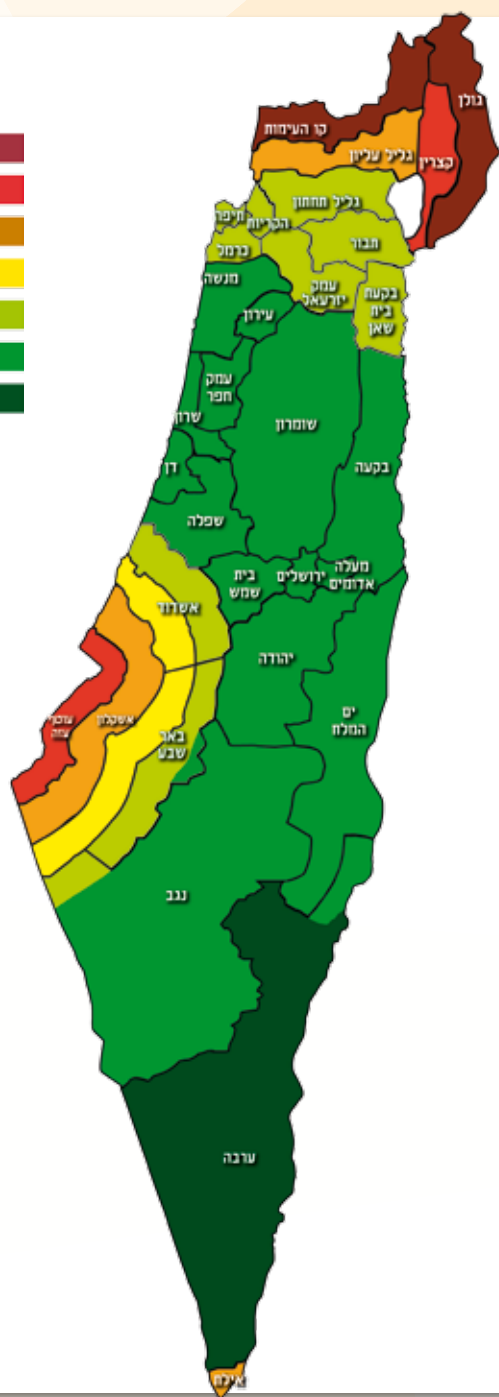 גולן
קו העימות
גליל עליון
קצרין
גליל תחתון
חיפה
הקריות
תבור
כרמל
מנשה
עמק
יזרעאל
בקעת
בית
שאן
עירון
עמק
חפר
שרון
שומרון
דן
בקעה
שפלה
בית
שמש
ירושלים
מעלה
אדומים
אשדוד
יהודה
ים
המלח
עוטף
עזה
אשקלון
באר
שבע
נגב
ערבה
אילת